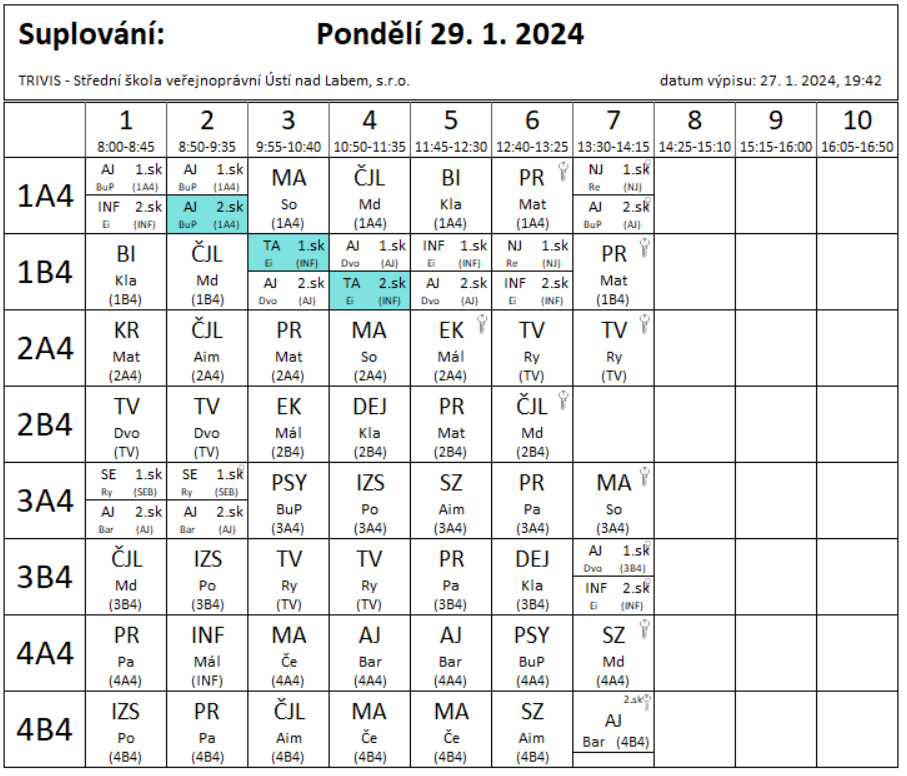 Suplování: Pondělí 29. 1. 2024
TRIVIS - Střední škola veřejnoprávní Ústí nad Labem, s.r.o. datum výpisu: 27. 1. 2024, 19:42
1 2 3 4 5 6 7 8 9 10
8:00-8:45 8:50-9:35 9:55-10:40 10:50-11:35 11:45-12:30 12:40-13:25 13:30-14:15 14:25-15:10 15:15-16:00 16:05-16:50
1A4
AJ 1.sk
BuP (1A4)
INF 2.sk
Ei (INF)
AJ 1.sk
BuP (1A4)
AJ 2.sk
BuP (1A4)
MA
So
(1A4)
ČJL
Md
(1A4)
BI
Kla
(1A4)
PR
Mat
(1A4)
NJ 1.sk
Re (NJ)
AJ 2.sk
BuP (AJ)
1B4
BI
Kla
(1B4)
ČJL
Md
(1B4)
TA 1.sk
Ei (INF)
AJ 2.sk
Dvo (AJ)
AJ 1.sk
Dvo (AJ)
TA 2.sk
Ei (INF)
INF 1.sk
Ei (INF)
AJ 2.sk
Dvo (AJ)
NJ 1.sk
Re (NJ)
INF 2.sk
Ei (INF)
PR
Mat
(1B4)
2A4
KR
Mat
(2A4)
ČJL
Aim
(2A4)
PR
Mat
(2A4)
MA
So
(2A4)
EK
Mál
(2A4)
TV
Ry
(TV)
TV
Ry
(TV)
2B4
TV
Dvo
(TV)
TV
Dvo
(TV)
EK
Mál
(2B4)
DEJ
Kla
(2B4)
PR
Mat
(2B4)
ČJL
Md
(2B4)
3A4
SE 1.sk
Ry (SEB)
AJ 2.sk
Bar (AJ)
SE 1.sk
Ry (SEB)
AJ 2.sk
Bar (AJ)
PSY
BuP
(3A4)
IZS
Po
(3A4)
SZ
Aim
(3A4)
PR
Pa
(3A4)
MA
So
(3A4)
3B4
ČJL
Md
(3B4)
IZS
Po
(3B4)
TV
Ry
(TV)
TV
Ry
(TV)
PR
Pa
(3B4)
DEJ
Kla
(3B4)
AJ 1.sk
Dvo (3B4)
INF 2.sk
Ei (INF)
4A4
PR
Pa
(4A4)
INF
Mál
(INF)
MA
Če
(4A4)
AJ
Bar
(4A4)
AJ
Bar
(4A4)
PSY
BuP
(4A4)
SZ
Md
(4A4)
4B4
IZS
Po
(4B4)
PR
Pa
(4B4)
ČJL
Aim
(4B4)
MA
Če
(4B4)
MA
Če
(4B4)
SZ
Aim
(4B4)
2.sk
AJ
Bar (4B4)